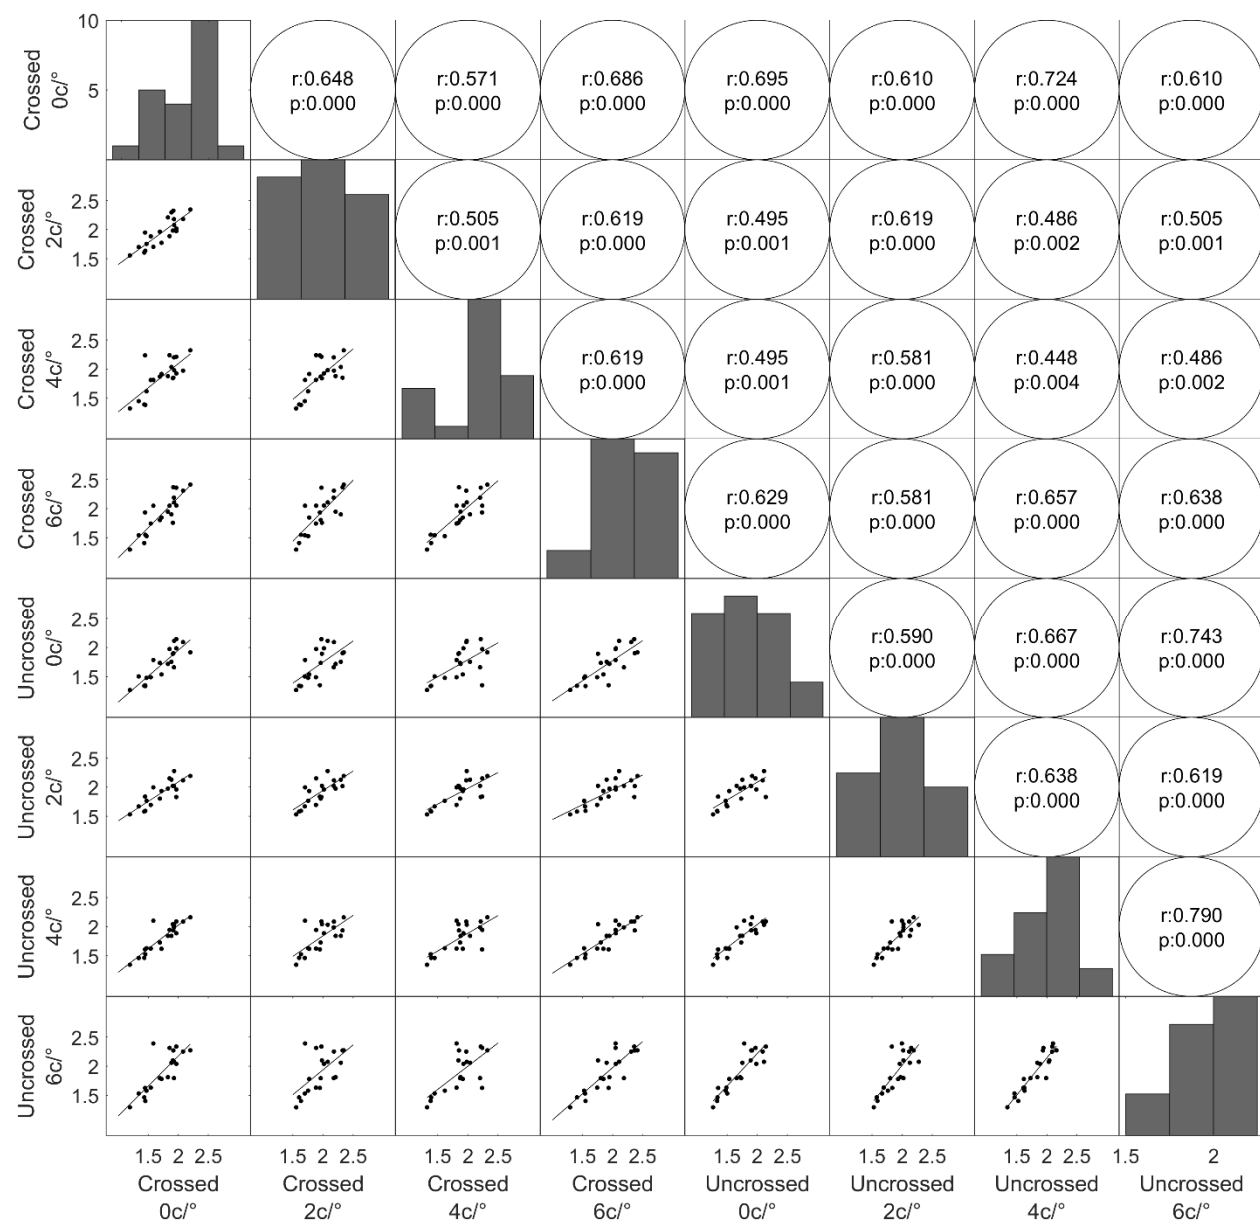 10
5
Crossed
0c/°
r:0.648
p:0.000
r:0.571
p:0.000
r:0.686
p:0.000
r:0.695
p:0.000
r:0.610
p:0.000
r:0.724
p:0.000
r:0.610
p:0.000
Crossed
2c/°
2.5
2
1.5
r:0.505
p:0.001
r:0.619
p:0.000
r:0.495
p:0.001
r:0.619
p:0.000
r:0.486
p:0.002
r:0.505
p:0.001
Crossed
4c/°
2.5
2
1.5
r:0.619
p:0.000
r:0.495
p:0.001
r:0.581
p:0.000
r:0.448
p:0.004
r:0.486
p:0.002
Crossed
6c/°
2.5
2
1.5
r:0.629
p:0.000
r:0.581
p:0.000
r:0.657
p:0.000
r:0.638
p:0.000
Uncrossed
0c/°
2.5
2
1.5
r:0.590
p:0.000
r:0.667
p:0.000
r:0.743
p:0.000
Uncrossed
2c/°
2.5
2
1.5
r:0.638
p:0.000
r:0.619
p:0.000
Uncrossed
4c/°
2.5
2
1.5
r:0.790
p:0.000
Uncrossed
6c/°
2.5
2
1.5
1.5 2 2.5
Crossed
0c/°
1.5 2 2.5
Crossed
2c/°
1.5 2 2.5
Crossed
4c/°
1.5 2 2.5
Crossed
6c/°
1.5 2 2.5
Uncrossed
0c/°
1.5 2 2.5
Uncrossed
2c/°
1.5 2 2.5
Uncrossed
4c/°
1.5 2
Uncrossed
6c/°